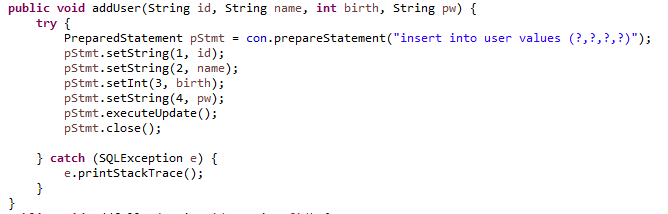 public void addUser(String id, String name, int birth, String pw) {
    try {
        PreparedStatement pStmt = con.prepareStatement("insert into user values (?,?,?,?)");
        pStmt.setString(1, id);
        pStmt.setString(2, name);
        pStmt.setInt(3, birth);
        pStmt.setString(4, pw);
        pStmt.executeUpdate();
        pStmt.close();

    } catch (SQLException e) {
        e.printStackTrace();
    }
}